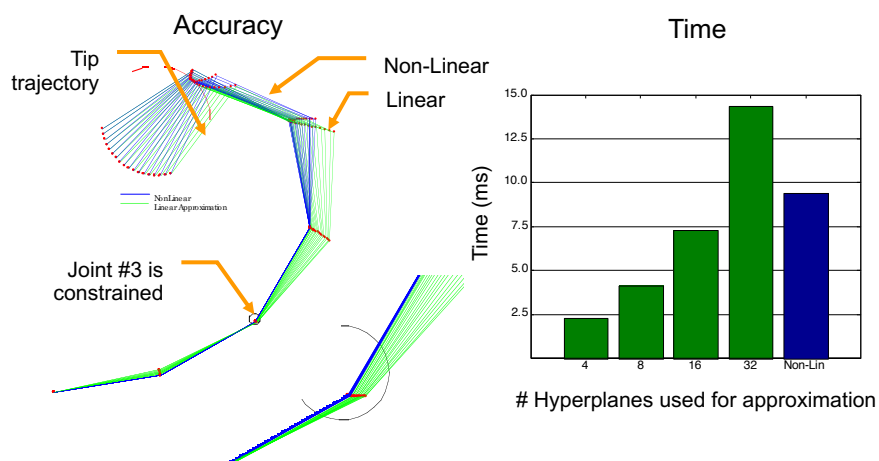 Accuracy
Tip
trajectory
Non-Linear
Linear
NonLinear
Linear Approximation
Joint #3 is
constrained
Time
Time (ms)
15.0
12.5
10.0
7.5
5.0
2.5
4
8
16
32
Non-Lin
# Hyperplanes used for approximation